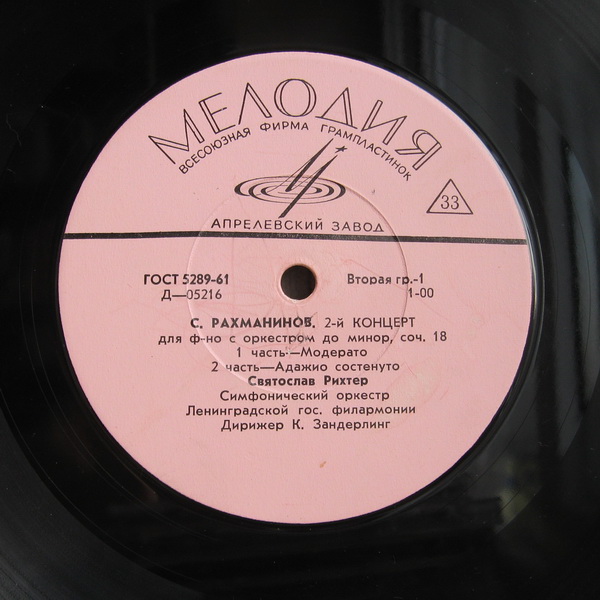 МЕЛОДИЯ
ВСЕСОЮЗНАЯ ФИРМА ГРАМПЛАСТИНОК
33
АПРЕЛЕВСКИЙ ЗАВОД
ГОСТ 5289-61 Вторая гр.-1
Д—05216 1-00
С. РАХМАНИНОВ. 2-й КОНЦЕРТ
для ф-но с оркестром до минор, соч. 18
1 часть—Модерато
2 часть—Адажио состенуто
Святослав Рихтер
Симфонический оркестр
Ленинградской гос. филармонии
Дирижер К. Зандерлинг